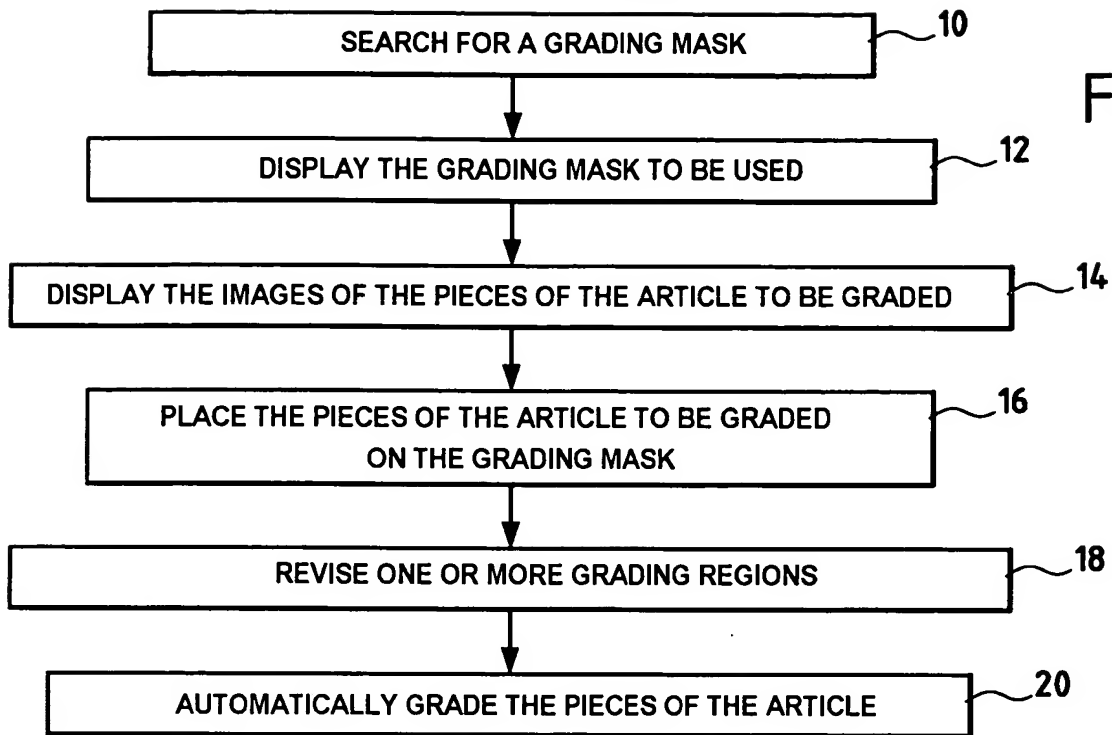 SEARCH FOR A GRADING MASK
10
F
DISPLAY THE GRADING MASK TO BE USED
12
DISPLAY THE IMAGES OF THE PIECES OF THE ARTICLE TO BE GRADED
14
PLACE THE PIECES OF THE ARTICLE TO BE GRADED
ON THE GRADING MASK
16
REVISE ONE OR MORE GRADING REGIONS
18
AUTOMATICALLY GRADE THE PIECES OF THE ARTICLE
20